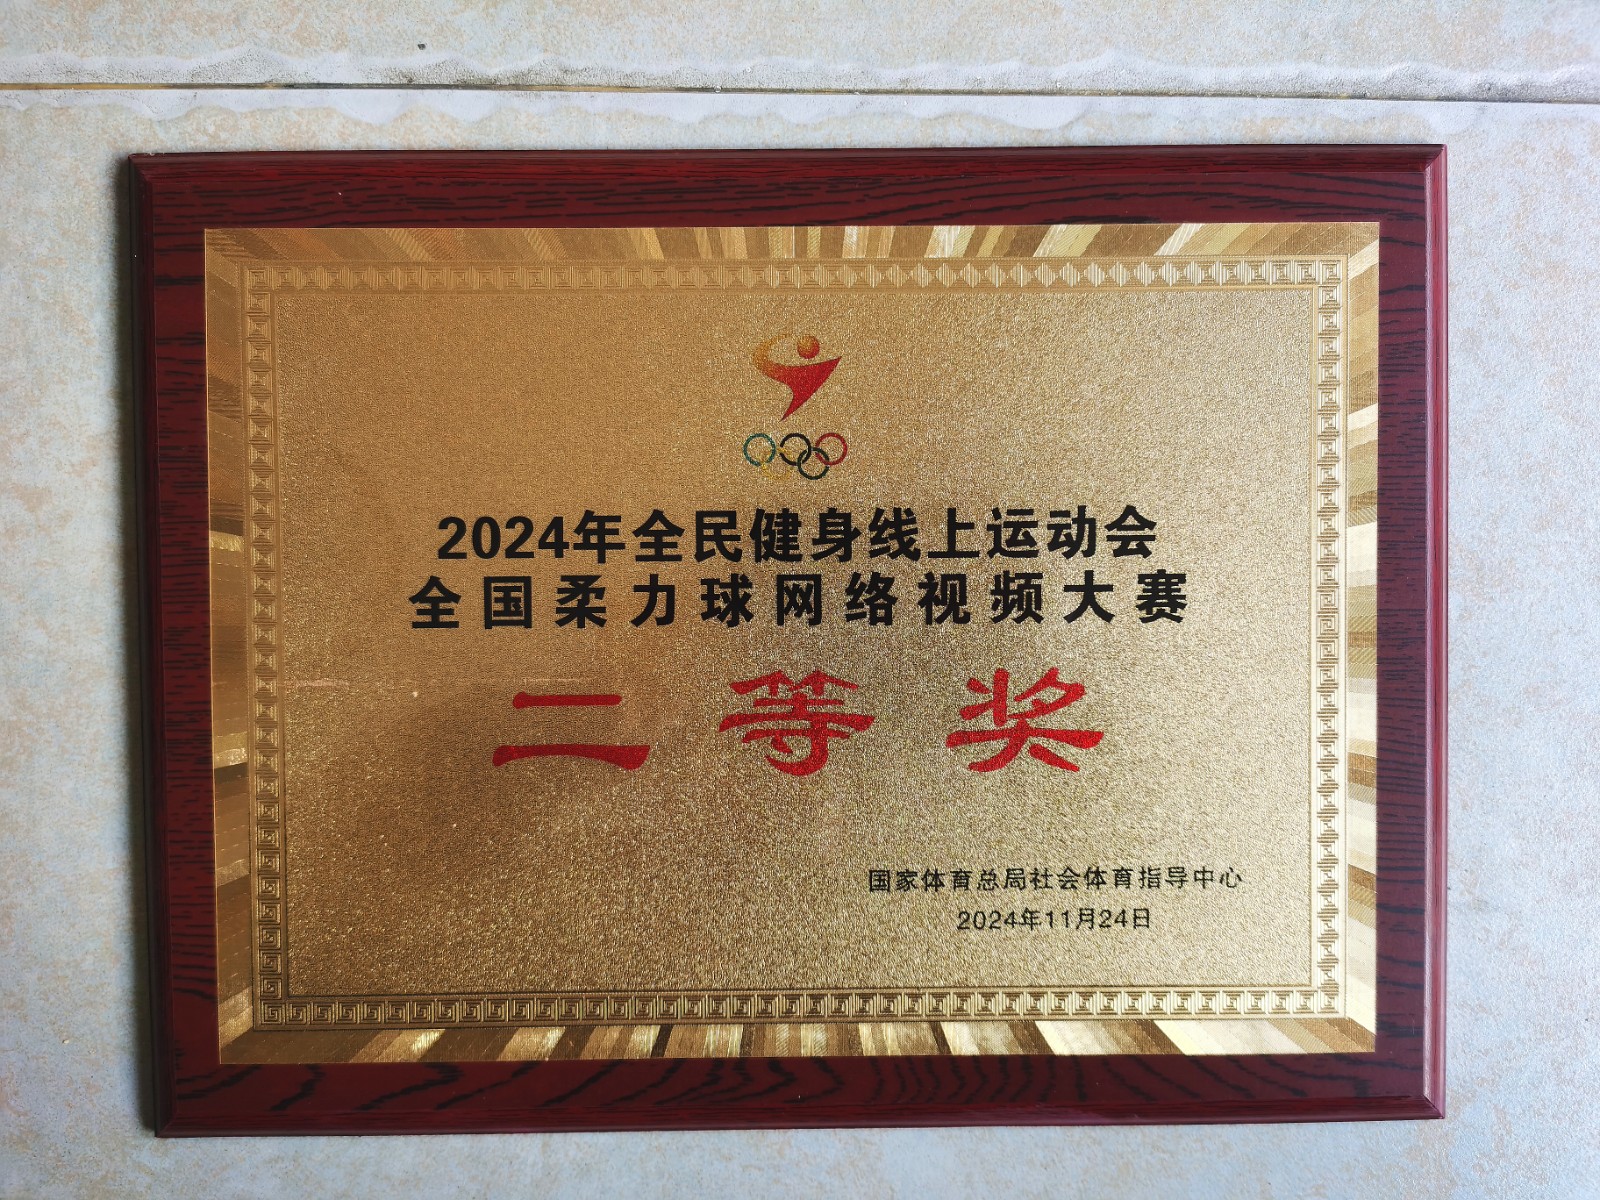 2024年全民健身线上运动会
全国柔力球网络视频大赛
二等奖
国家体育总局社会体育指导中心
2024年11月24日